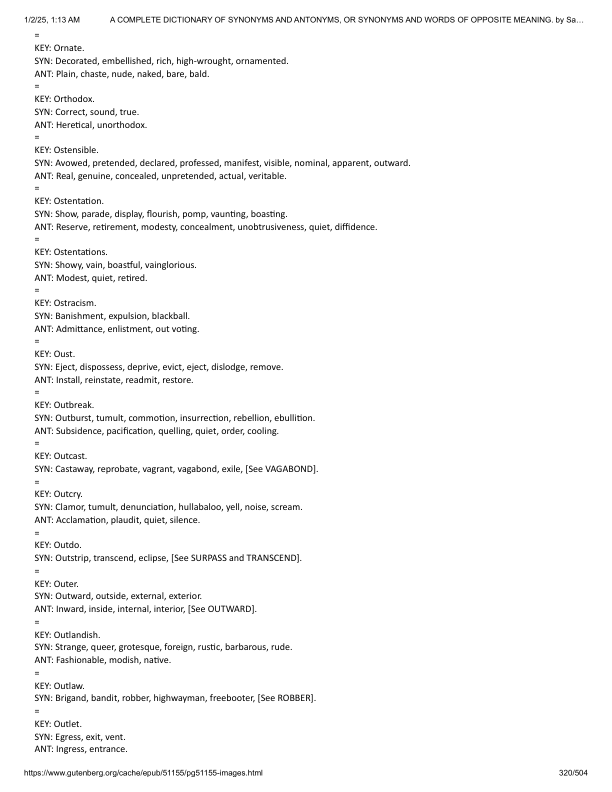 1/2/25, 1:13 AM A COMPLETE DICTIONARY OF SYNONYMS AND ANTONYMS, OR SYNONYMS AND WORDS OF OPPOSITE MEANING. by Sa…
=
KEY: Ornate.
SYN: Decorated, embellished, rich, high-wrought, ornamented.
ANT: Plain, chaste, nude, naked, bare, bald.
=
KEY: Orthodox.
SYN: Correct, sound, true.
ANT: Heretical, unorthodox.
=
KEY: Ostensible.
SYN: Avowed, pretended, declared, professed, manifest, visible, nominal, apparent, outward.
ANT: Real, genuine, concealed, unpretended, actual, veritable.
=
KEY: Ostentation.
SYN: Show, parade, display, flourish, pomp, vaunting, boasting.
ANT: Reserve, retirement, modesty, concealment, unobtrusiveness, quiet, diffidence.
=
KEY: Ostentations.
SYN: Showy, vain, boastful, vainglorious.
ANT: Modest, quiet, retired.
=
KEY: Ostracism.
SYN: Banishment, expulsion, blackball.
ANT: Admittance, enlistment, out voting.
=
KEY: Oust.
SYN: Eject, dispossess, deprive, evict, eject, dislodge, remove.
ANT: Install, reinstate, readmit, restore.
=
KEY: Outbreak.
SYN: Outburst, tumult, commotion, insurrection, rebellion, ebullition.
ANT: Subsidence, pacification, quelling, quiet, order, cooling.
=
KEY: Outcast.
SYN: Castaway, reprobate, vagrant, vagabond, exile, [See VAGABOND].
=
KEY: Outcry.
SYN: Clamor, tumult, denunciation, hullabaloo, yell, noise, scream.
ANT: Acclamation, plaudit, quiet, silence.
=
KEY: Outdo.
SYN: Outstrip, transcend, eclipse, [See SURPASS and TRANSCEND].
=
KEY: Outer.
SYN: Outward, outside, external, exterior.
ANT: Inward, inside, internal, interior, [See OUTWARD].
=
KEY: Outlandish.
SYN: Strange, queer, grotesque, foreign, rustic, barbarous, rude.
ANT: Fashionable, modish, native.
=
KEY: Outlaw.
SYN: Brigand, bandit, robber, highwayman, freebooter, [See ROBBER].
=
KEY: Outlet.
SYN: Egress, exit, vent.
ANT: Ingress, entrance.
https://www.gutenberg.org/cache/epub/51155/pg51155-images.html 320/504